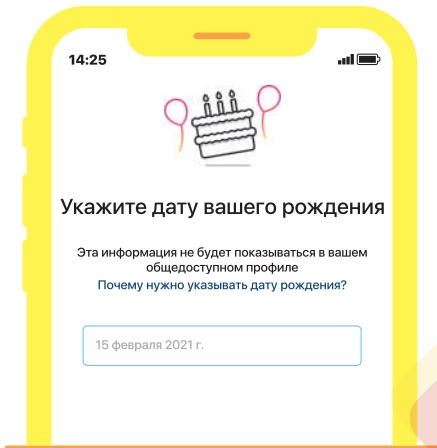 14:25
Укажите дату вашего рождения
Эта информация не будет показываться в вашем
общедоступном профиле
Почему нужно указывать дату рождения?
15 февраля 2021 г.